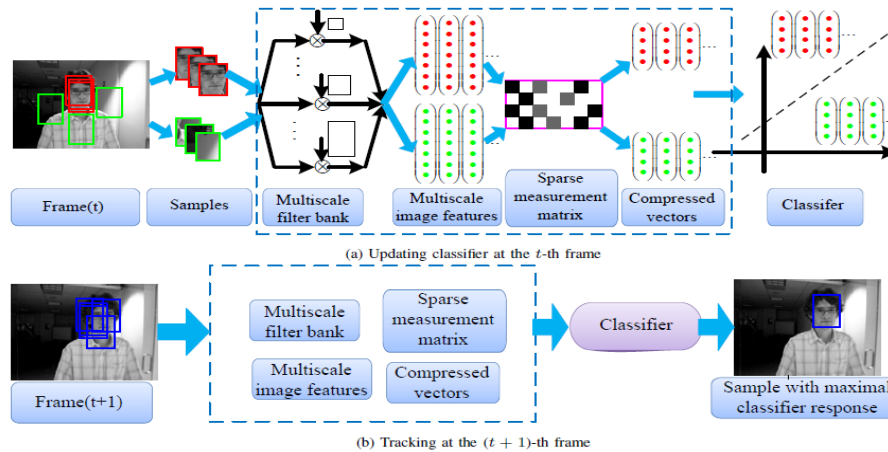 Frame(t)
Samples
Multiscale
filter bank
Multiscale
image features
Sparse
measurement
matrix
Compressed
vectors
Classifer
(a) Updating classifier at the t-th frame
Frame(t+1)
Multiscale
filter bank
Sparse
measurement
matrix
Multiscale
image features
Compressed
vectors
Classifier
Sample with maximal
classifier response
(b) Tracking at the (t + 1)-th frame